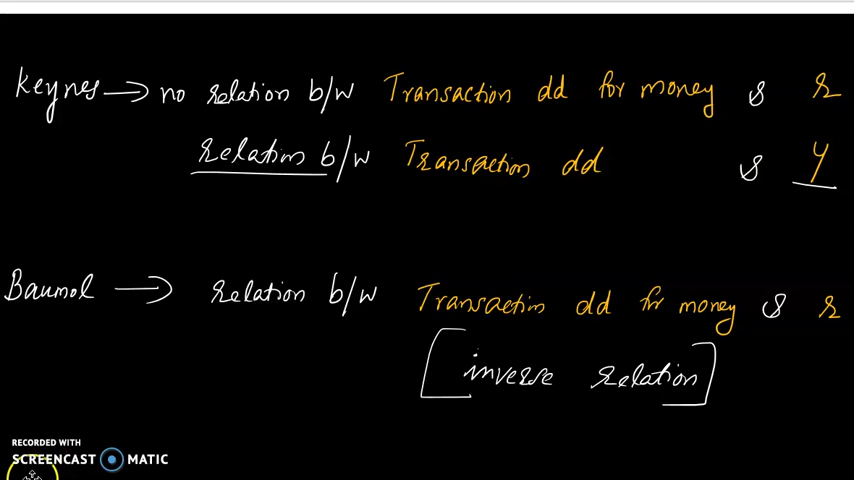 Keynes → no relation b/w Transaction dd for money & r
relation b/w Transaction dd & Y
Baumol → relation b/w Transaction dd for money & r
[inverse relation]
RECORDED WITH
SCREENCAST MATIC